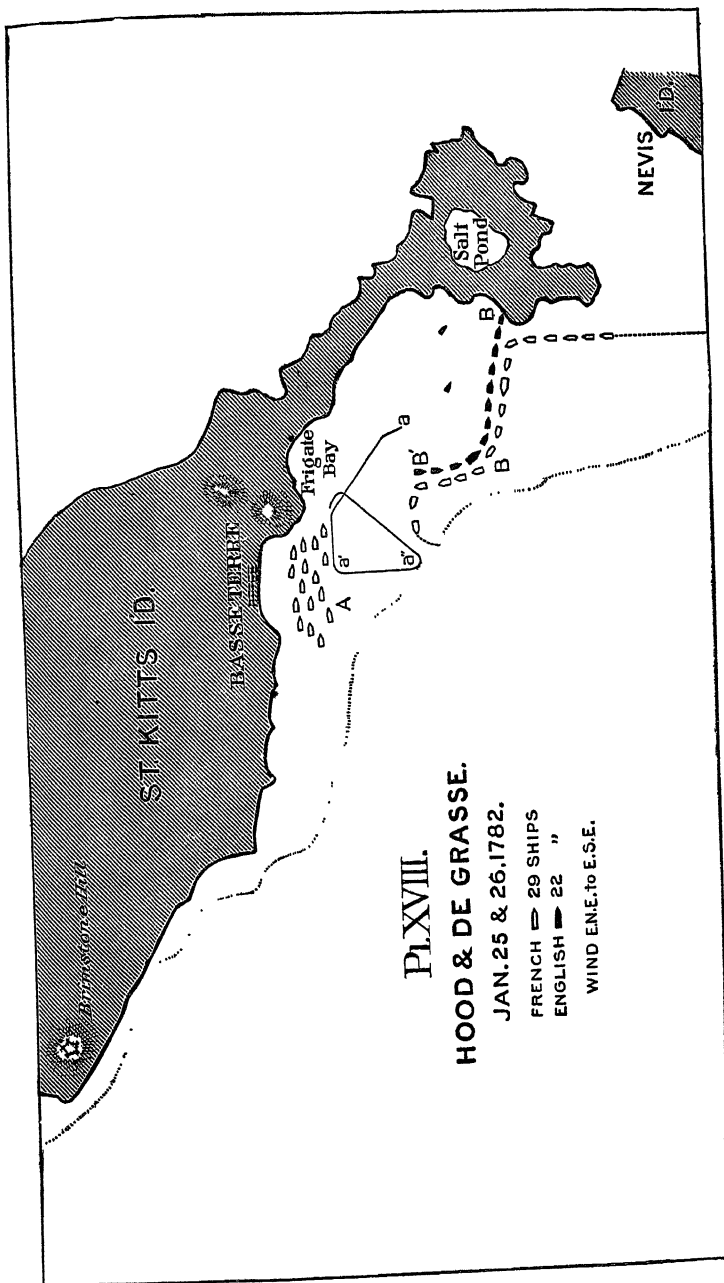 Pl. XVIII.
HOOD & DE GRASSE.
JAN. 25 & 26, 1782.
FRENCH 29 SHIPS
ENGLISH 22 "
WIND E.N.E. to E.S.E.
Brimstone Hill
ST. KITTS ID.
BASSE TERRE
Frigate
Bay
Salt
Pond
NEVIS
ID.
A
a
a'
a"
B
B'
B